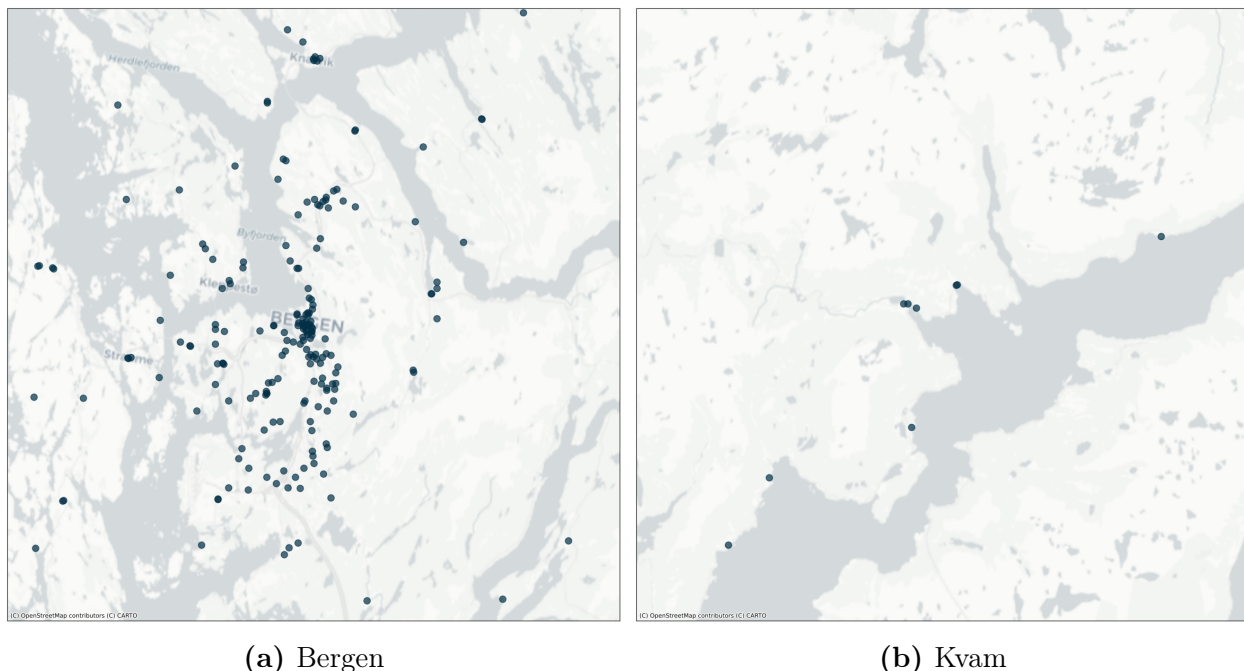 Herdlefjorden
Knarvik
Byfjorden
Kleppestø
BERGEN
Straume
(C) OpenStreetMap contributors (C) CARTO
(C) OpenStreetMap contributors (C) CARTO
(a) Bergen
(b) Kvam